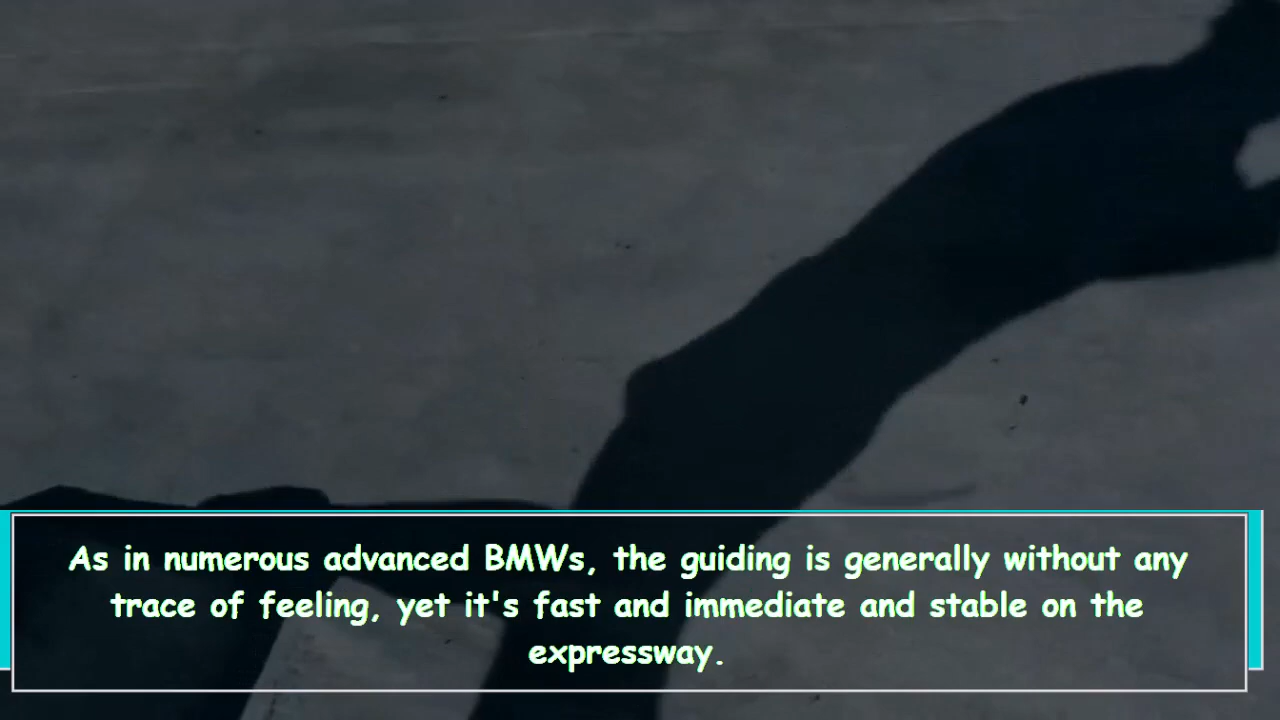 As in numerous advanced BMWs, the guiding is generally without any
trace of feeling, yet it's fast and immediate and stable on the
expressway.